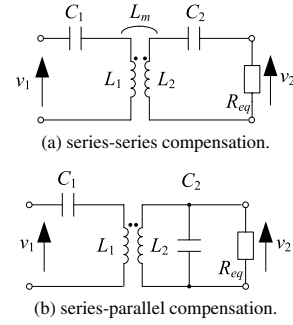 C1 Lm C2
v1 L1 L2 Req v2
(a) series-series compensation.
C1 C2
v1 L1 L2 Req v2
(b) series-parallel compensation.